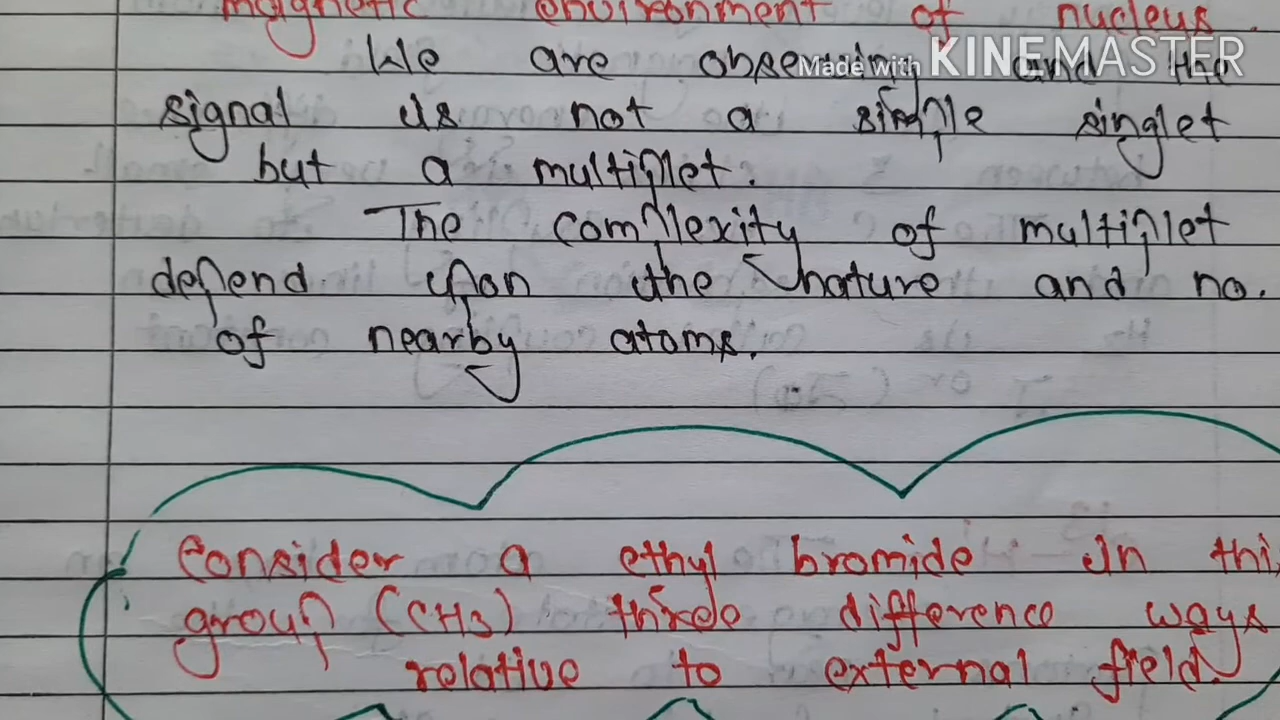 magnetic environment of nucleus.
We are observing and the
Made with KINEMASTER
signal is not a simple singlet
but a multiplet.
The complexity of multiplet
depend upon the nature and no.
of nearby atoms.
Consider a ethyl bromide In thi
group (CH3) three difference ways
relative to external field.